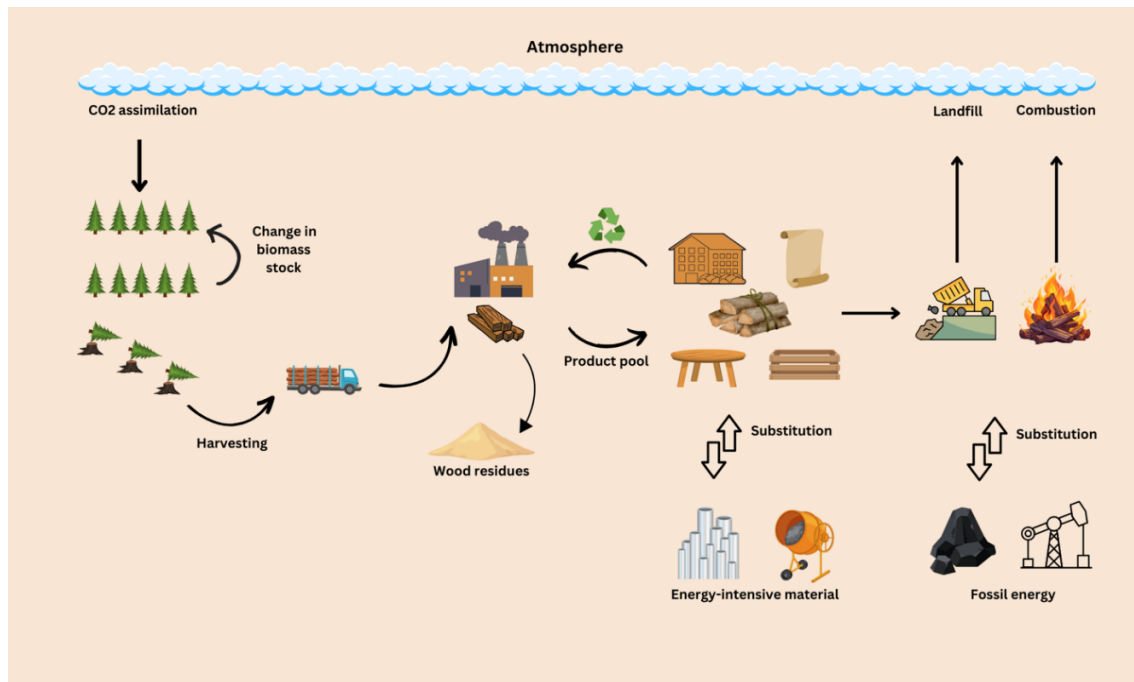 Atmosphere
CO2 assimilation
Landfill
Combustion
Change in
biomass
stock
Product pool
Harvesting
Substitution
Substitution
Wood residues
Energy-intensive material
Fossil energy